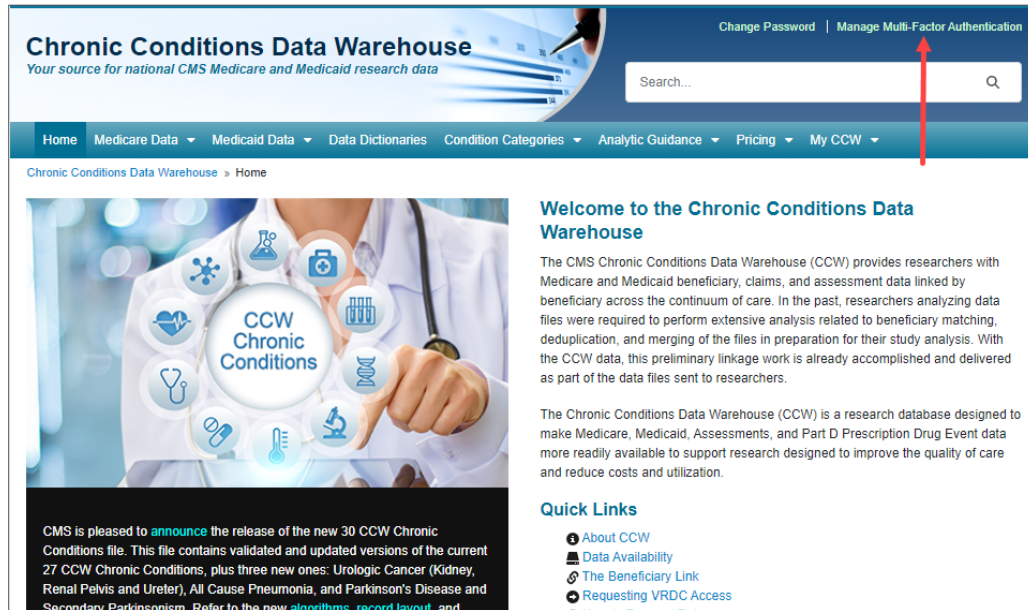 Change Password | Manage Multi-Factor Authentication
Chronic Conditions Data Warehouse
Your source for national CMS Medicare and Medicaid research data
Search...
Home Medicare Data Medicaid Data Data Dictionaries Condition Categories Analytic Guidance Pricing My CCW
Chronic Conditions Data Warehouse » Home
CCW
Chronic
Conditions
CMS is pleased to announce the release of the new 30 CCW Chronic
Conditions file. This file contains validated and updated versions of the current
27 CCW Chronic Conditions, plus three new ones: Urologic Cancer (Kidney,
Renal Pelvis and Ureter), All Cause Pneumonia, and Parkinson's Disease and
Secondary Parkinsonism. Refer to the new algorithms, record layout, and
Welcome to the Chronic Conditions Data
Warehouse
The CMS Chronic Conditions Data Warehouse (CCW) provides researchers with
Medicare and Medicaid beneficiary, claims, and assessment data linked by
beneficiary across the continuum of care. In the past, researchers analyzing data
files were required to perform extensive analysis related to beneficiary matching,
deduplication, and merging of the files in preparation for their study analysis. With
the CCW data, this preliminary linkage work is already accomplished and delivered
as part of the data files sent to researchers.
The Chronic Conditions Data Warehouse (CCW) is a research database designed to
make Medicare, Medicaid, Assessments, and Part D Prescription Drug Event data
more readily available to support research designed to improve the quality of care
and reduce costs and utilization.
Quick Links
About CCW
Data Availability
The Beneficiary Link
Requesting VRDC Access